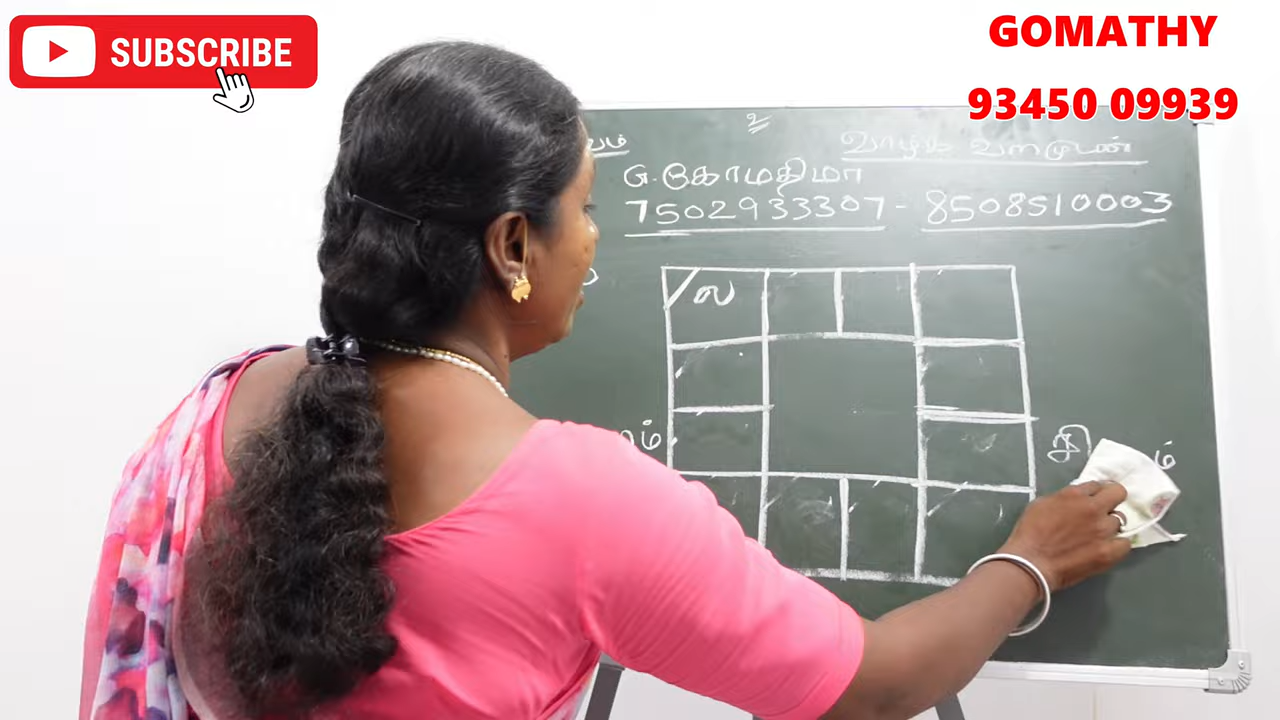 SUBSCRIBE
GOMATHY
93450 09939
உ
வாழ்க வளமுடன்
G.கோமதிமா
7502933307 - 8508510003
ல